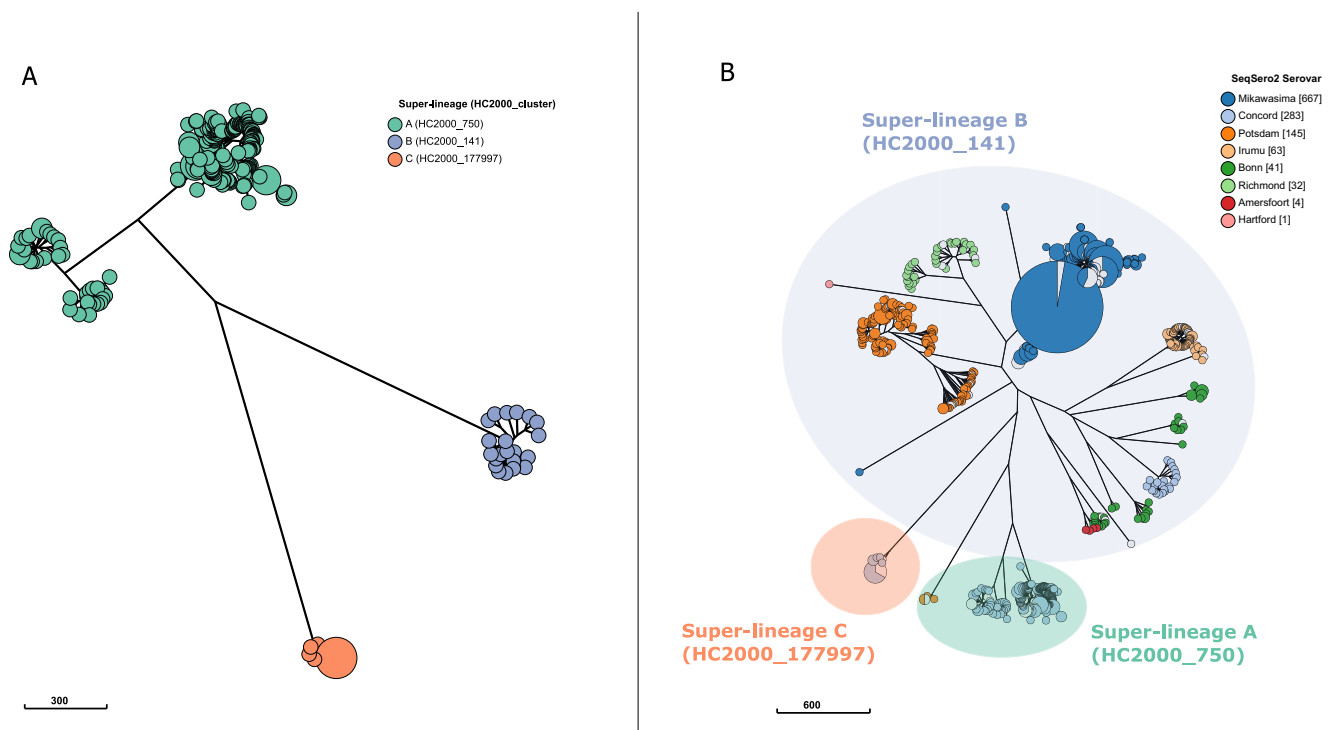 A
Super-lineage (HC2000_cluster)
A (HC2000_750)
B (HC2000_141)
C (HC2000_177997)
300
B
SeqSero2 Serovar
Mikawasima [667]
Concord [283]
Potsdam [145]
Irumu [63]
Bonn [41]
Richmond [32]
Amersfoort [4]
Hartford [1]
Super-lineage B
(HC2000_141)
Super-lineage C
(HC2000_177997)
Super-lineage A
(HC2000_750)
600